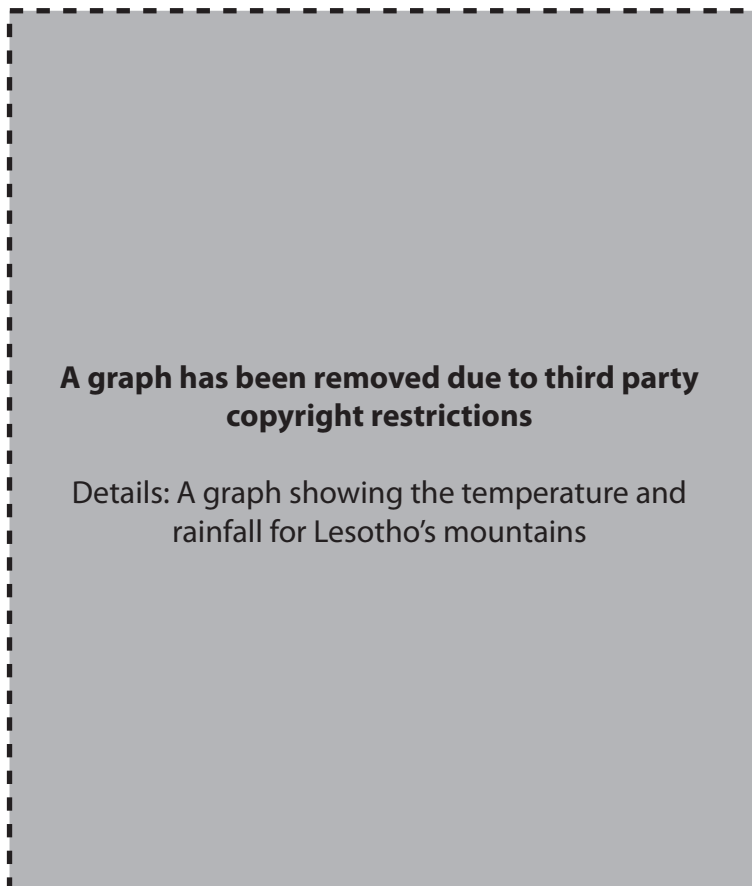 A graph has been removed due to third party
copyright restrictions
Details: A graph showing the temperature and
rainfall for Lesotho’s mountains